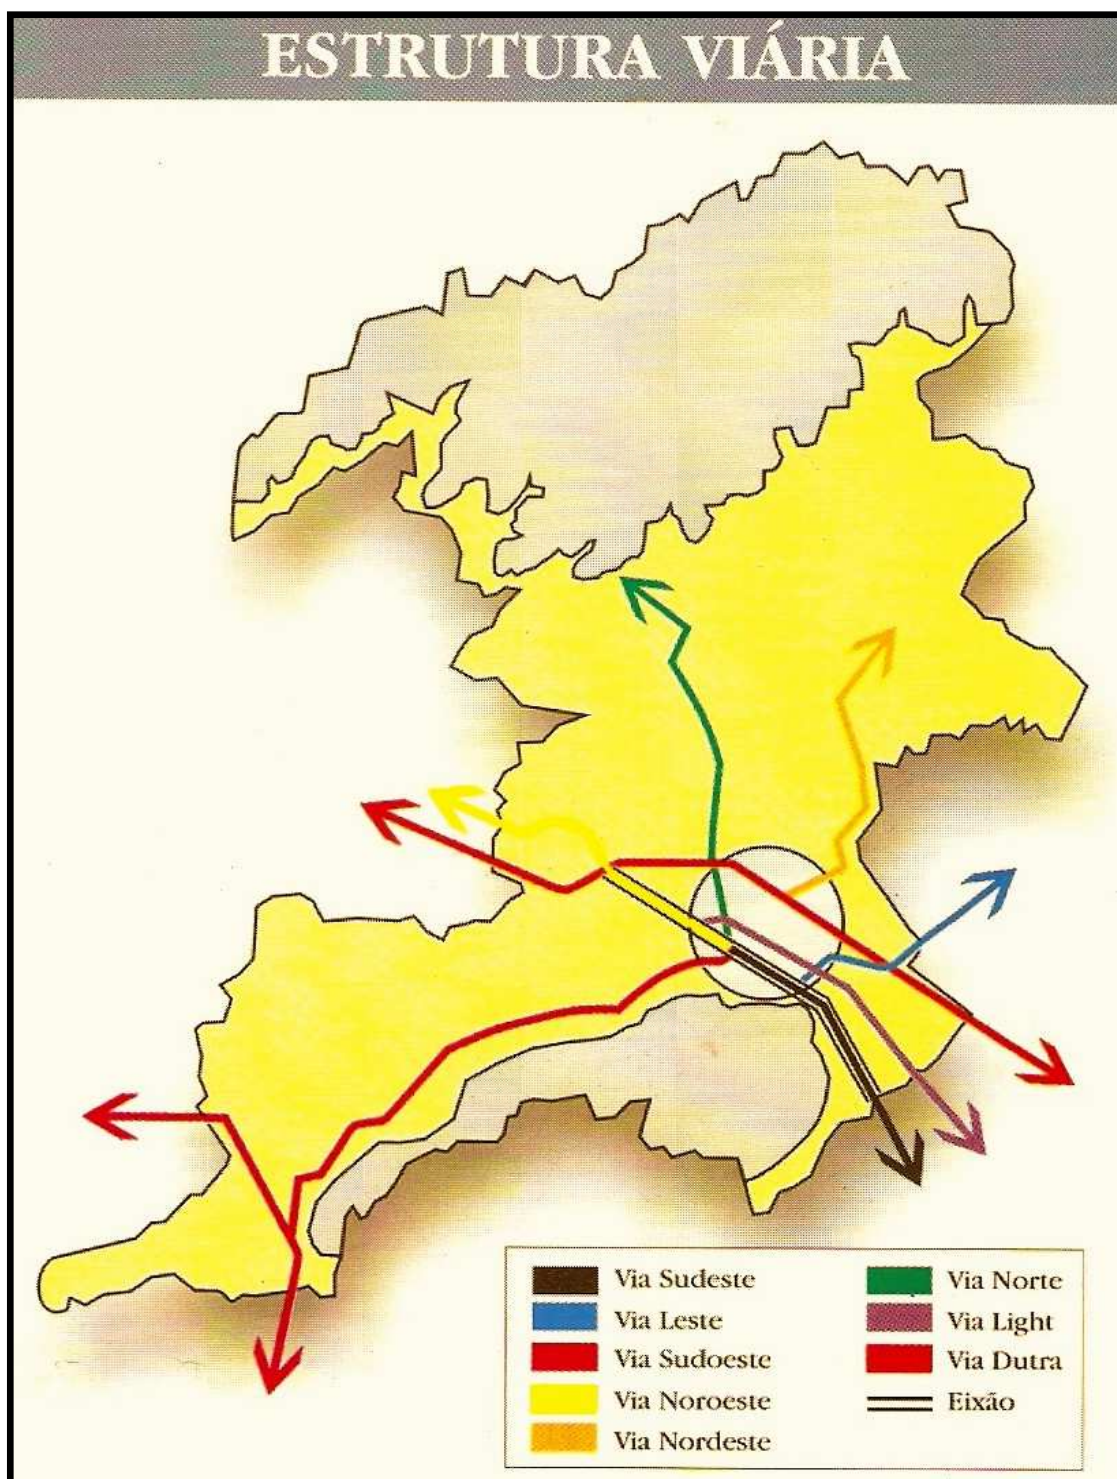 ESTRUTURA VIÁRIA
Via Sudeste
Via Leste
Via Sudoeste
Via Noroeste
Via Nordeste
Via Norte
Via Light
Via Dutra
Eixão